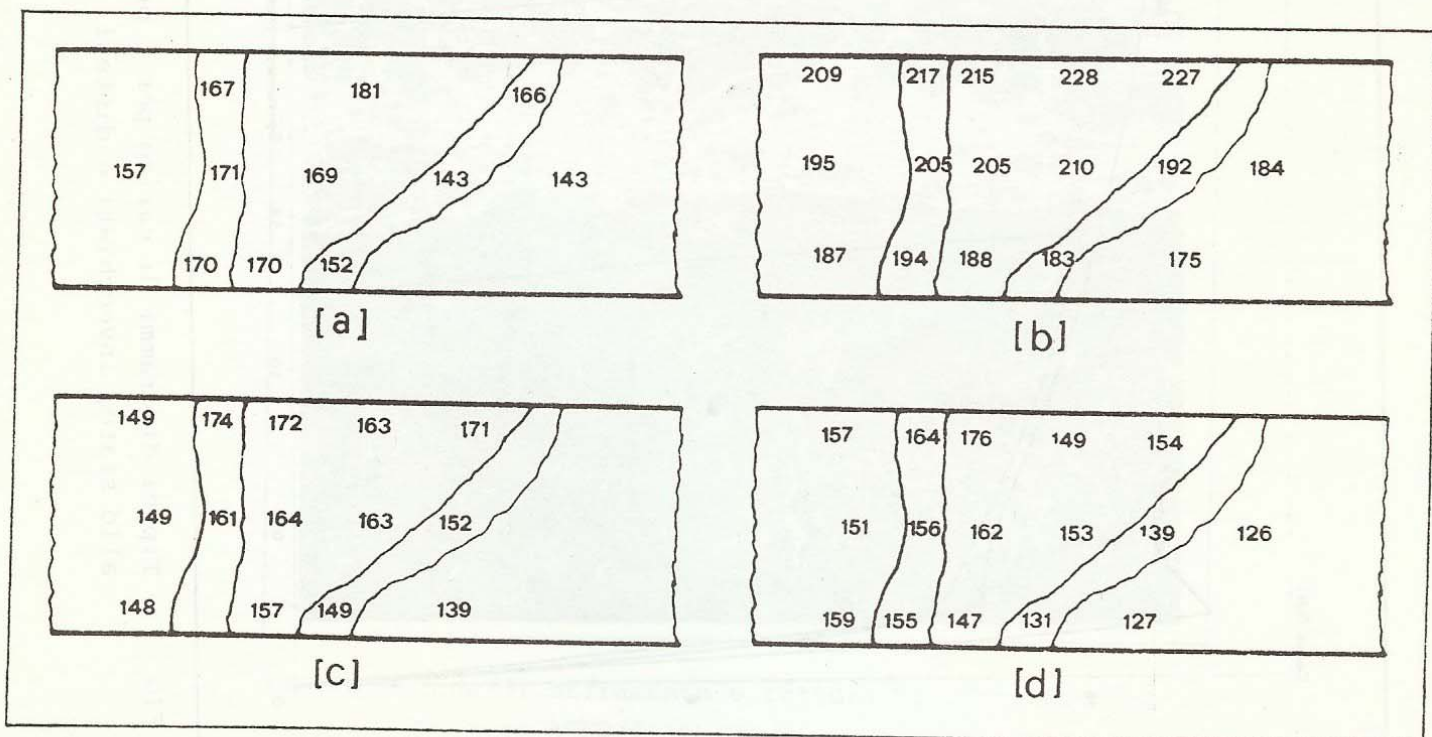 167 181 166
157 171 169 143 143
170 170 152
[a]
209 217 215 228 227
195 205 205 210 192 184
187 194 188 183 175
[b]
149 174 172 163 171
149 161 164 163 152
148 157 149 139
[c]
157 164 176 149 154
151 156 162 153 139 126
159 155 147 131 127
[d]